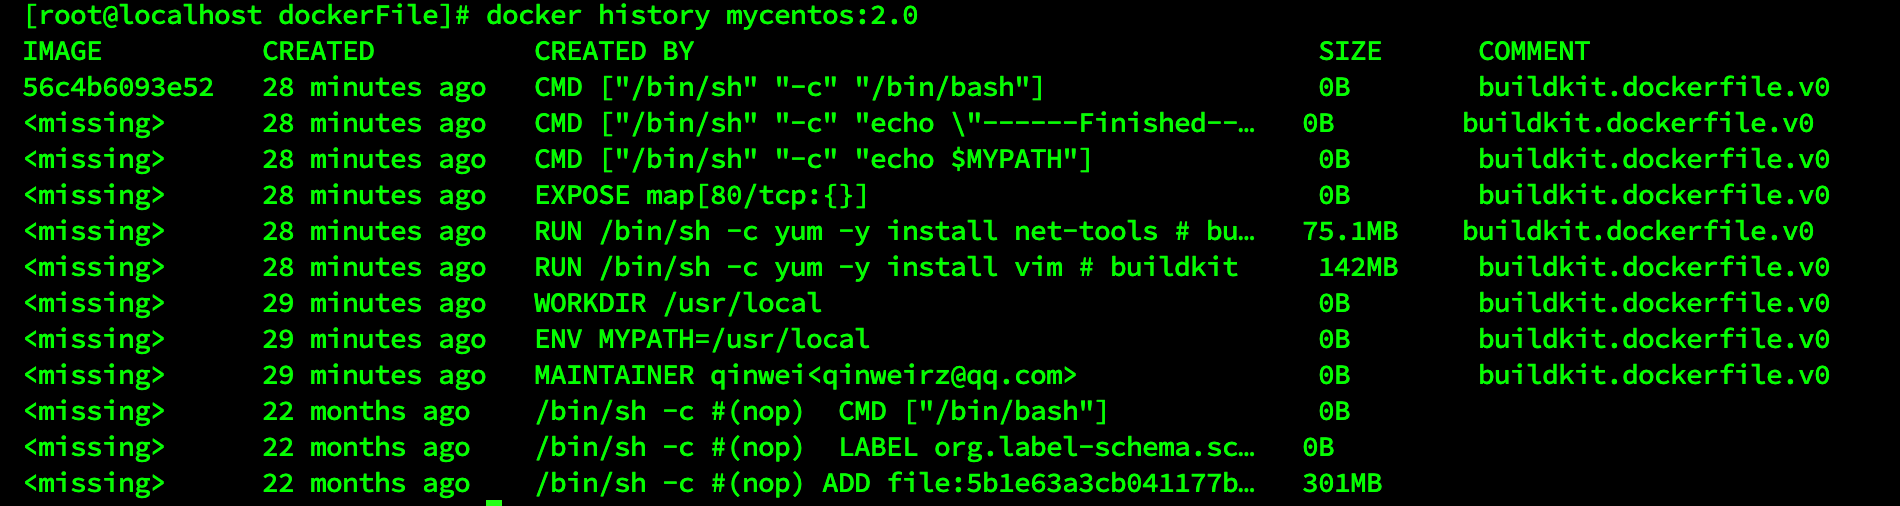 [root@localhost dockerFile]# docker history mycentos:2.0
IMAGE          CREATED          CREATED BY                                       SIZE      COMMENT
56c4b6093e52   28 minutes ago   CMD ["/bin/sh" "-c" "/bin/bash"]                 0B        buildkit.dockerfile.v0
<missing>      28 minutes ago   CMD ["/bin/sh" "-c" "echo \"------Finished--…   0B        buildkit.dockerfile.v0
<missing>      28 minutes ago   CMD ["/bin/sh" "-c" "echo $MYPATH"]              0B        buildkit.dockerfile.v0
<missing>      28 minutes ago   EXPOSE map[80/tcp:{}]                            0B        buildkit.dockerfile.v0
<missing>      28 minutes ago   RUN /bin/sh -c yum -y install net-tools # bu…   75.1MB    buildkit.dockerfile.v0
<missing>      28 minutes ago   RUN /bin/sh -c yum -y install vim # buildkit     142MB     buildkit.dockerfile.v0
<missing>      29 minutes ago   WORKDIR /usr/local                               0B        buildkit.dockerfile.v0
<missing>      29 minutes ago   ENV MYPATH=/usr/local                            0B        buildkit.dockerfile.v0
<missing>      29 minutes ago   MAINTAINER qinwei<qinweirz@qq.com>               0B        buildkit.dockerfile.v0
<missing>      22 months ago    /bin/sh -c #(nop)  CMD ["/bin/bash"]             0B
<missing>      22 months ago    /bin/sh -c #(nop)  LABEL org.label-schema.sc…   0B
<missing>      22 months ago    /bin/sh -c #(nop) ADD file:5b1e63a3cb041177b…   301MB